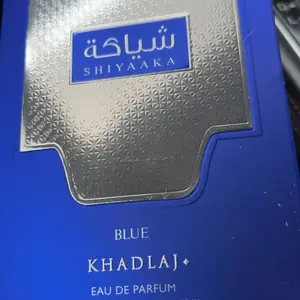 شياكة
SHIYAAKA
BLUE
KHADLAJ
EAU DE PARFUM